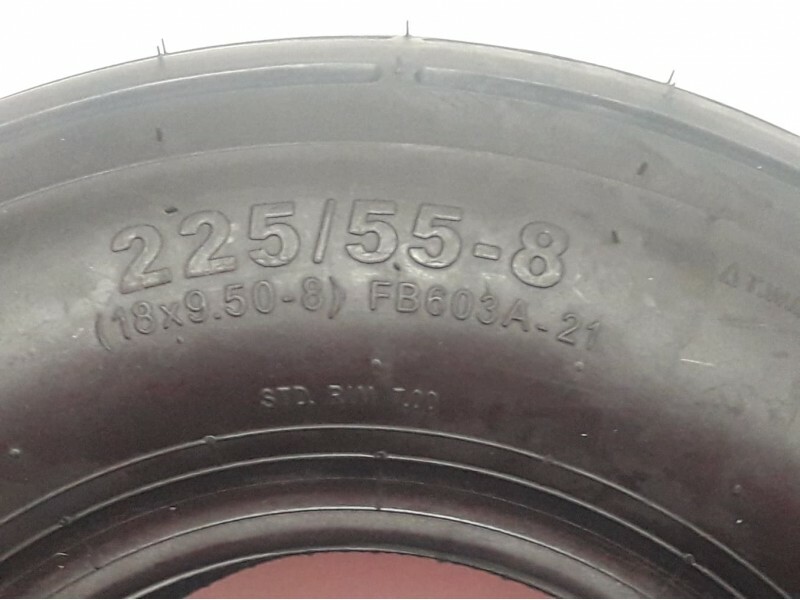 225/55-8
(18x9.50-8) FB603A-21
STD. RIM 7.00